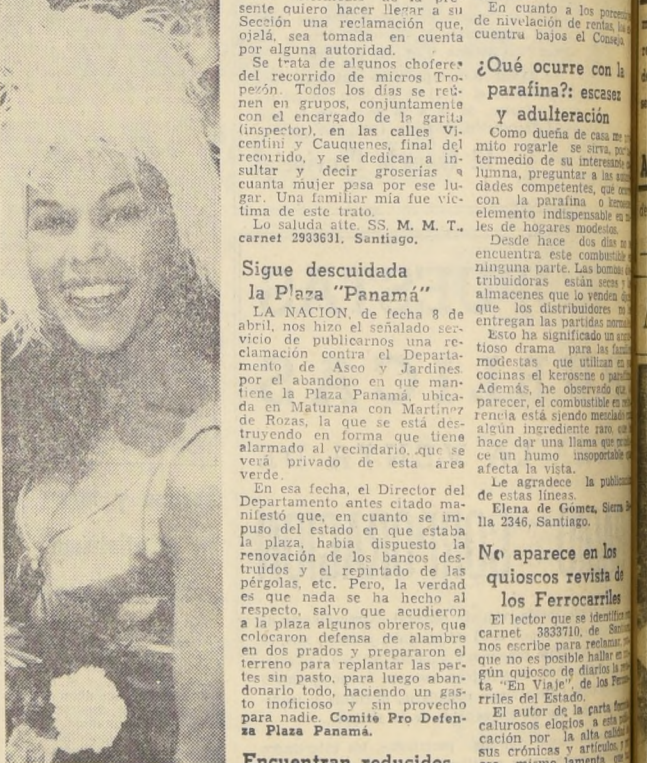 sente quiero hacer llegar a su
Sección una reclamación que,
ojalá, sea tomada en cuenta
por alguna autoridad.
Se trata de algunos choferes
del recorrido de micros Tro-
pezón. Todos los días se reú-
nen en grupos, conjuntamente
con el encargado de la garita
(inspector), en las calles Vi-
centini y Cauquenes, final del
recorrido, y se dedican a in-
sultar y decir groserías a
cuanta mujer pasa por ese lu-
gar. Una familiar mía fue víc-
tima de este trato.
Lo saluda atte. SS. M. M. T.,
carnet 2933631, Santiago.
Sigue descuidada
la Plaza "Panamá"
LA NACION, de fecha 8 de
abril, nos hizo el señalado ser-
vicio de publicarnos una re-
clamación contra el Departa-
mento de Aseo y Jardines,
por el abandono en que man-
tiene la Plaza Panamá, ubica-
da en Maturana con Martínez
de Rozas, la que se está des-
truyendo en forma que tiene
alarmado al vecindario, que se
verá privado de esta área
verde.
En esa fecha, el Director del
Departamento antes citado ma-
nifestó que, en cuanto se im-
puso del estado en que estaba
la plaza, había dispuesto la
renovación de los bancos des-
truidos y el repintado de las
pérgolas, etc. Pero, la verdad
es que nada se ha hecho al
respecto, salvo que acudieron
a la plaza algunos obreros, que
colocaron defensa de alambre
en dos prados y prepararon el
terreno para replantar las par-
tes sin pasto, para luego aban-
donarlo todo, haciendo un gas-
to inoficioso y sin provecho
para nadie. Comité Pro Defen-
sa Plaza Panamá.
Encuentran reducidos
En cuanto a los
de nivelación de rentas,
cuentra bajos el Consejo
¿Qué ocurre con la
parafina?: escasez
y adulteración
Como dueña de casa me
mito rogarle se sirva, por
termedio de su interesante
lumna, preguntar a las
dades competentes, qué
con la parafina o
elemento indispensable en
les de hogares modestos.
Desde hace dos días no
encuentra este combustible
ninguna parte. Las bombas
tribuidoras están secas y
almacenes que lo venden
que los distribuidores no
entregan las partidas
Esto ha significado un
tioso drama para las
modestas que utilizan en
cocinas el kerosene o
Además, he observado que,
parecer, el combustible en
rencia está siendo mezclado
algún ingrediente raro, que
hace dar una llama que
ce un humo insoportable
afecta la vista.
Le agradece la
de estas líneas.
Elena de Gómez, Sierra
lla 2346, Santiago.
No aparece en los
quioscos revista de
los Ferrocarriles
El lector que se identifica
carnet 3833710, de
nos escribe para reclamar,
que no es posible hallar en
gún quiosco de diarios la
ta "En Viaje", de los
rriles del Estado.
El autor de la carta
calurosos elogios a esta
cación por la alta calidad
sus crónicas y artículos, y
mismo lamenta que